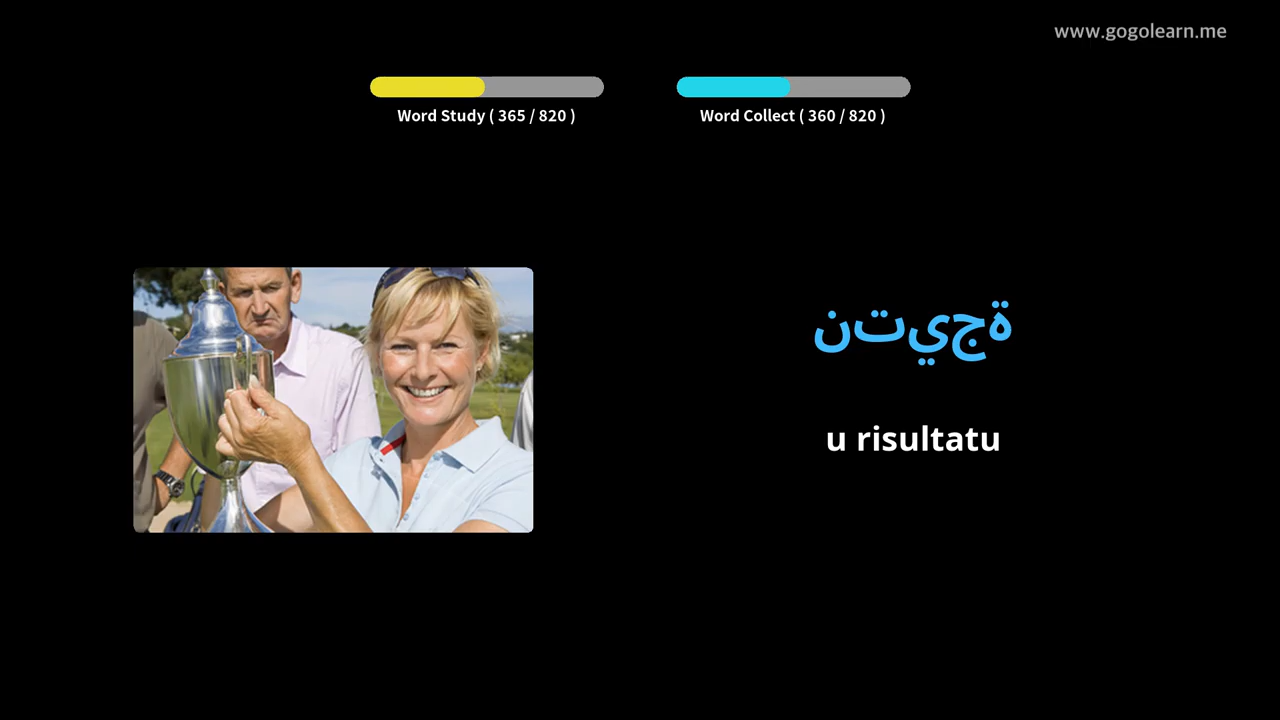 www.gogolearn.me
Word Study ( 365 / 820 )
Word Collect ( 360 / 820 )
نتيجة
u risultatu